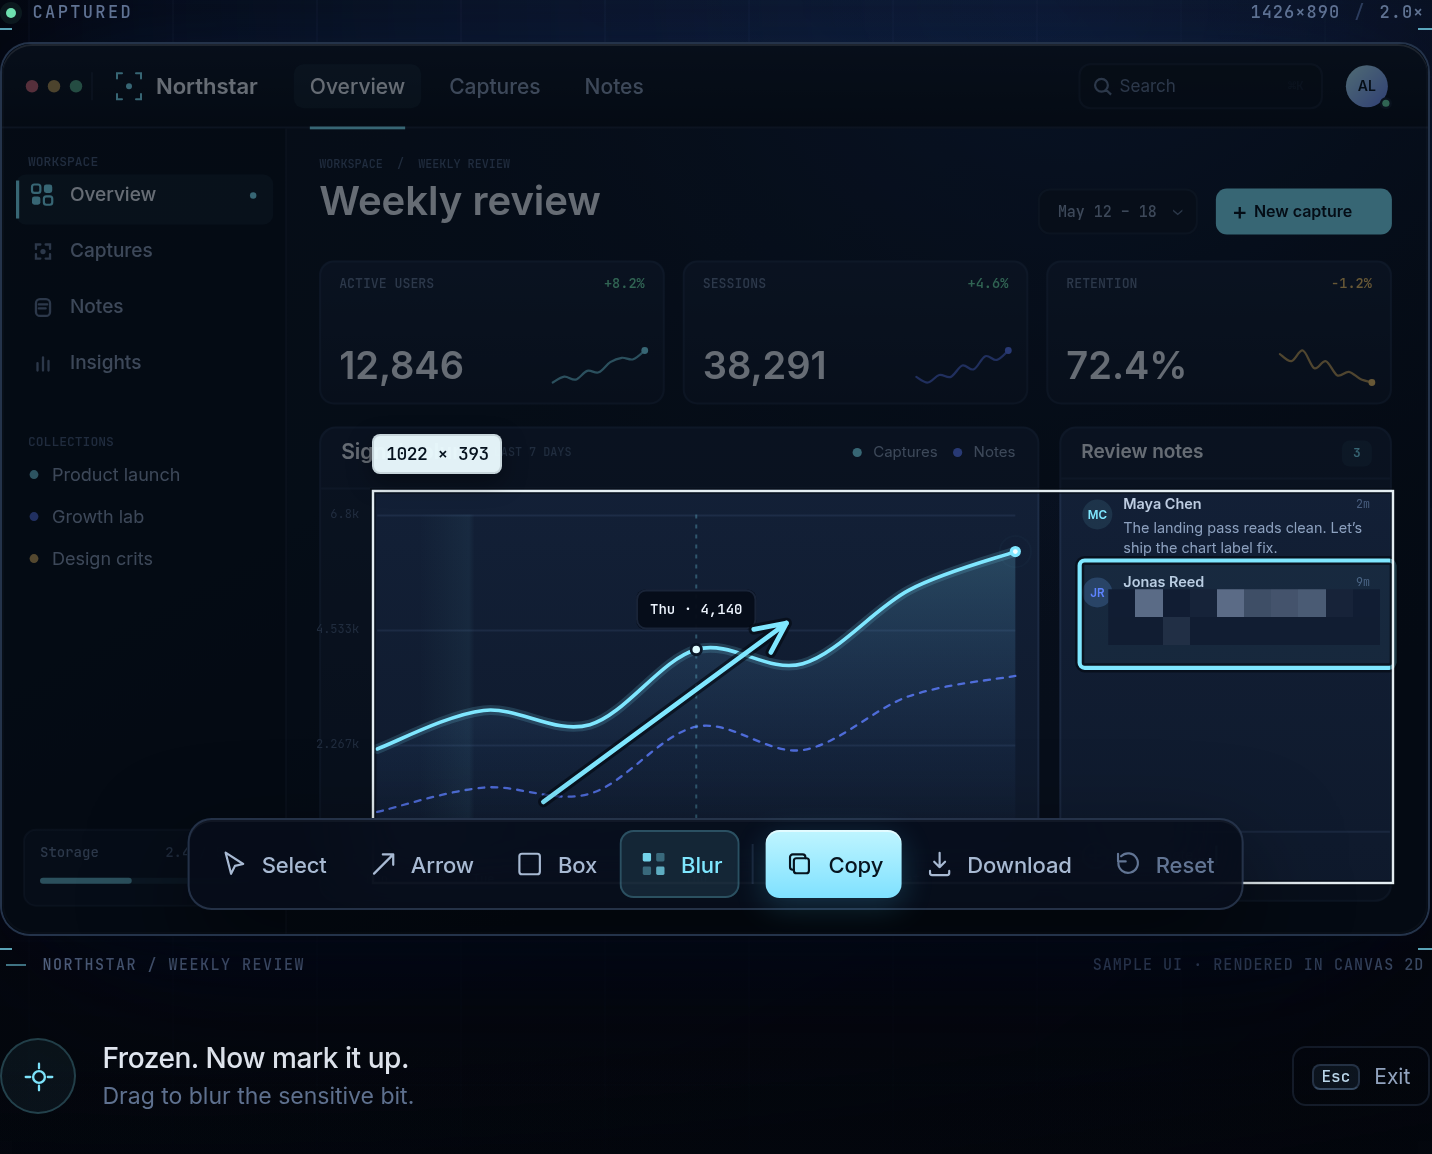 CAPTURED
1426×890 / 2.0×
Northstar
Overview
Captures
Notes
Search
AL
WORKSPACE
Overview
Captures
Notes
Insights
COLLECTIONS
Product launch
Growth lab
Design crits
Storage
WORKSPACE / WEEKLY REVIEW
Weekly review
May 12 – 18
+ New capture
ACTIVE USERS +8.2%
12,846
SESSIONS +4.6%
38,291
RETENTION -1.2%
72.4%
1022 × 393
7 DAYS
Captures
Notes
6.8k
4.533k
2.267k
Thu · 4,140
Review notes 3
MC
Maya Chen 2m
The landing pass reads clean. Let's
ship the chart label fix.
JR
Jonas Reed 9m
Select
Arrow
Box
Blur
Copy
Download
Reset
NORTHSTAR / WEEKLY REVIEW
SAMPLE UI · RENDERED IN CANVAS 2D
Frozen. Now mark it up.
Drag to blur the sensitive bit.
Esc Exit